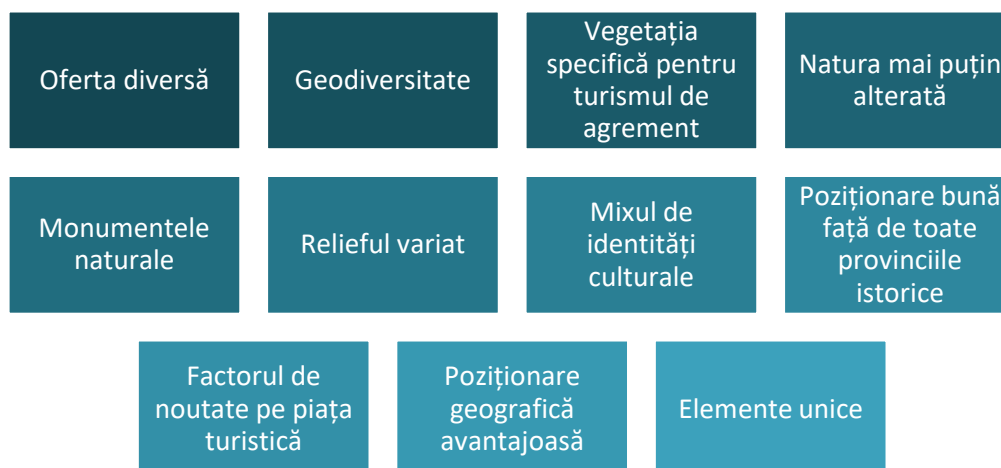 Oferta diversă
Geodiversitate
Vegetația
specifică pentru
turismul de
agrement
Natura mai puțin
alterată
Monumentele
naturale
Relieful variat
Mixul de
identități
culturale
Poziționare bună
față de toate
provinciile
istorice
Factorul de
noutate pe piața
turistică
Poziționare
geografică
avantajoasă
Elemente unice